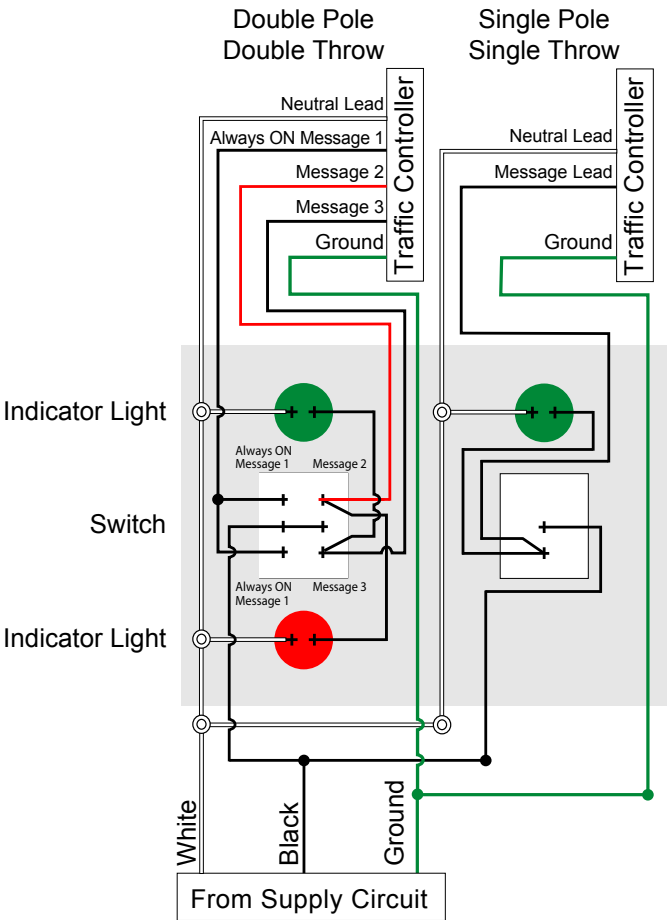 Double Pole
Double Throw
Single Pole
Single Throw
Neutral Lead
Always ON Message 1
Message 2
Message 3
Ground
Traffic Controller
Neutral Lead
Message Lead
Ground
Traffic Controller
Indicator Light
Always ON
Message 1
Message 2
Switch
Always ON
Message 1
Message 3
Indicator Light
White
Black
Ground
From Supply Circuit